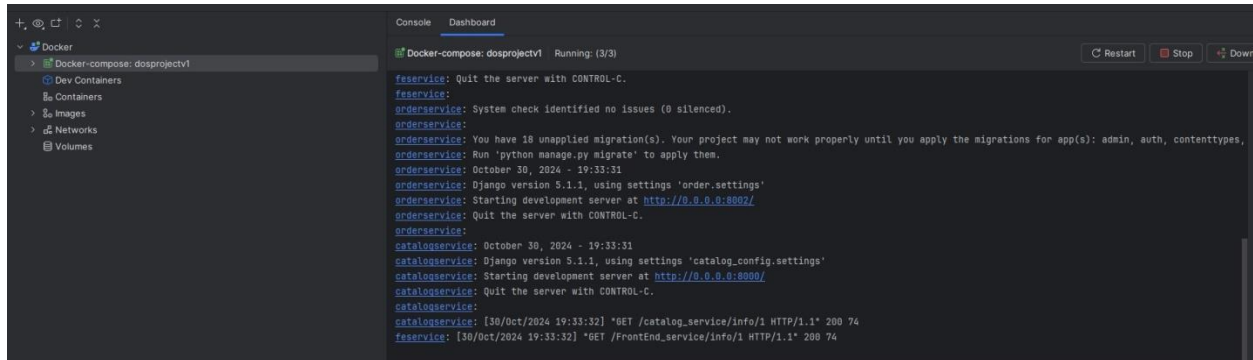 Console Dashboard
Docker
Docker-compose: dosprojectv1
Dev Containers
Containers
Images
Networks
Volumes
Docker-compose: dosprojectv1 Running: (3/3) Restart Stop Down
feservice: Quit the server with CONTROL-C.
feservice:
orderservice: System check identified no issues (0 silenced).
orderservice:
orderservice: You have 18 unapplied migration(s). Your project may not work properly until you apply the migrations for app(s): admin, auth, contenttypes,
orderservice: Run 'python manage.py migrate' to apply them.
orderservice: October 30, 2024 - 19:33:31
orderservice: Django version 5.1.1, using settings 'order.settings'
orderservice: Starting development server at http://0.0.0.0:8002/
orderservice: Quit the server with CONTROL-C.
orderservice:
catalogservice: October 30, 2024 - 19:33:31
catalogservice: Django version 5.1.1, using settings 'catalog_config.settings'
catalogservice: Starting development server at http://0.0.0.0:8000/
catalogservice: Quit the server with CONTROL-C.
catalogservice:
catalogservice: [30/Oct/2024 19:33:32] "GET /catalog_service/info/1 HTTP/1.1" 200 74
feservice: [30/Oct/2024 19:33:32] "GET /FrontEnd_service/info/1 HTTP/1.1" 200 74